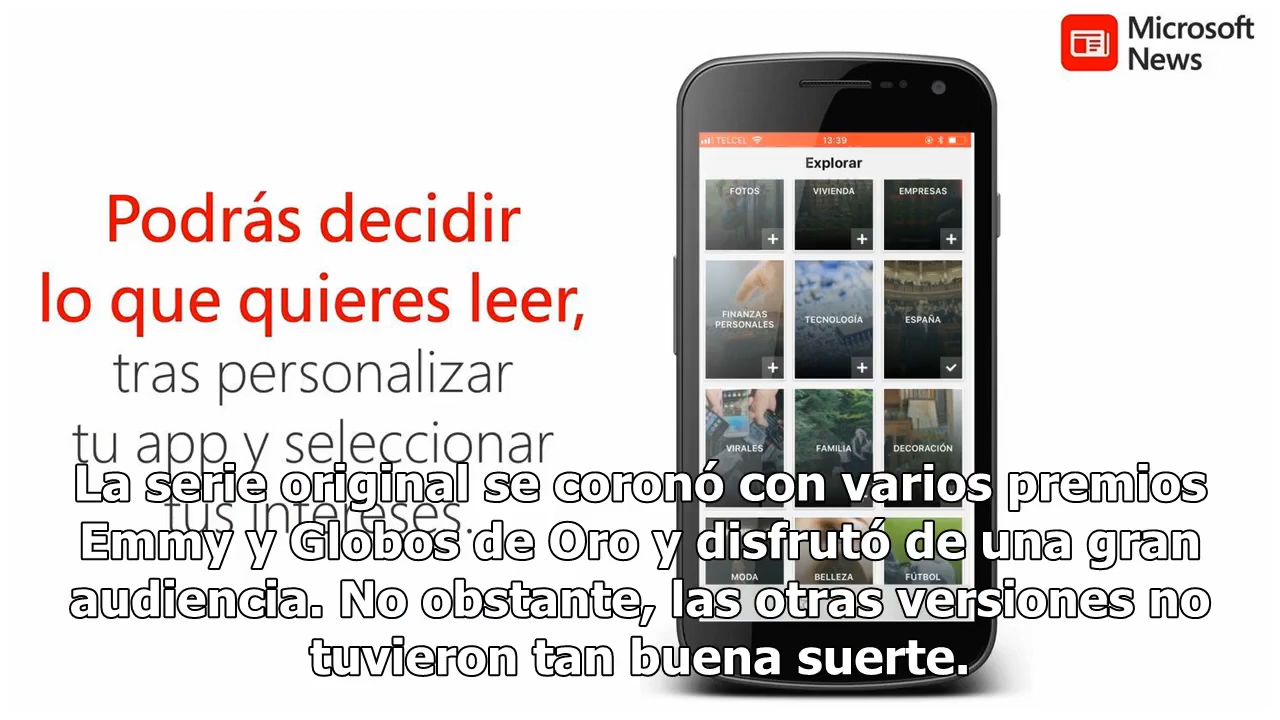 Microsoft
News
Podrás decidir
lo que quieres leer,
tras personalizar
tu app y seleccionar
tus intereses.
TELCEL
13:39
Explorar
FOTOS
VIVIENDA
EMPRESAS
FINANZAS
PERSONALES
TECNOLOGÍA
ESPAÑA
VIRALES
FAMILIA
DECORACIÓN
MODA
BELLEZA
FÚTBOL
La serie original se coronó con varios premios
Emmy y Globos de Oro y disfrutó de una gran
audiencia. No obstante, las otras versiones no
tuvieron tan buena suerte.